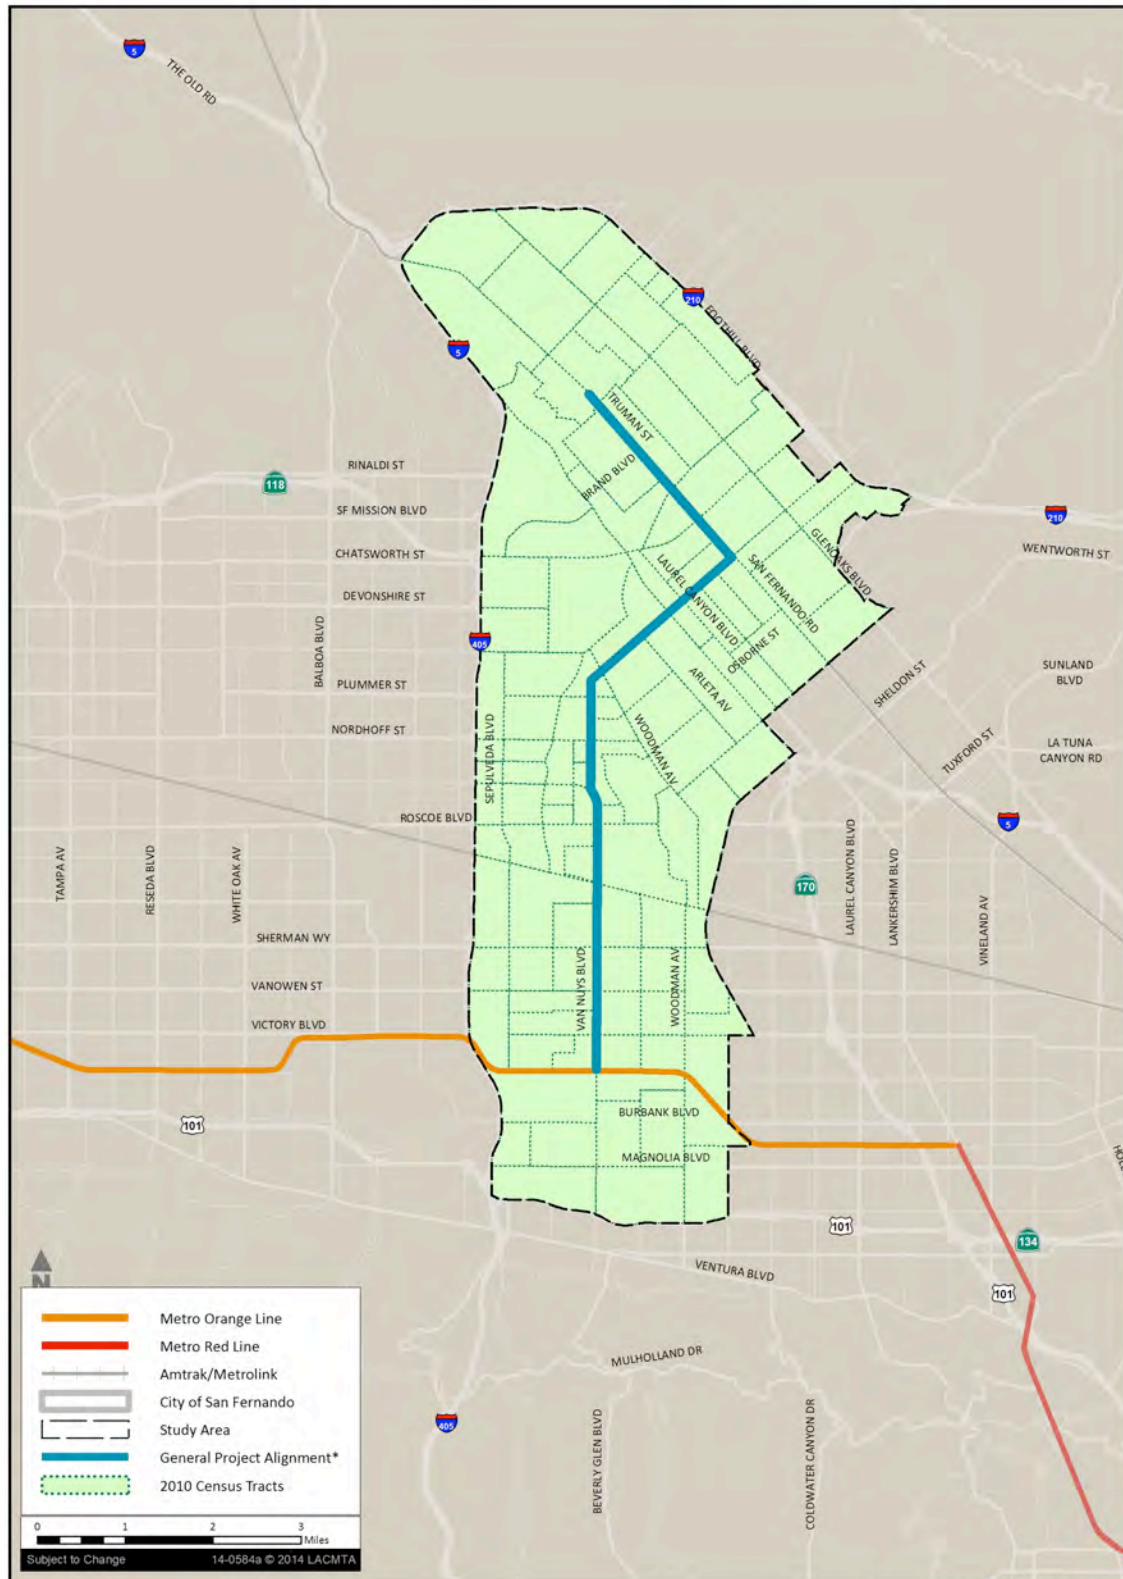 5
THE OLD RD
210
FOOTHILL BLVD
5
TRUMAN ST
BRAND BLVD
RINALDI ST
118
SF MISSION BLVD
210
GLENOAKS BLVD
WENTWORTH ST
CHATSWORTH ST
SAN FERNANDO RD
LAUREL CANYON BLVD
DEVONSHIRE ST
BALBOA BLVD
405
OSBORNE ST
SUNLAND
BLVD
SHELDON ST
ARLETA AV
PLUMMER ST
NORDHOFF ST
SEPULVEDA BLVD
WOODMAN AV
TUXFORD ST
LA TUNA
CANYON RD
ROSCOE BLVD
5
TAMPA AV
RESEDA BLVD
WHITE OAK AV
170
LAUREL CANYON BLVD
LANKERSHIM BLVD
VINELAND AV
SHERMAN WY
VAN NUYS BLVD
WOODMAN AV
VANOWEN ST
VICTORY BLVD
101
BURBANK BLVD
MAGNOLIA BLVD
101
134
VENTURA BLVD
101
N
MULHOLLAND DR
405
BEVERLY GLEN BLVD
COLDWATER CANYON DR
Metro Orange Line
Metro Red Line
Amtrak/Metrolink
City of San Fernando
Study Area
General Project Alignment*
2010 Census Tracts
0 1 2 3
Miles
Subject to Change 14-0584a © 2014 LACMTA